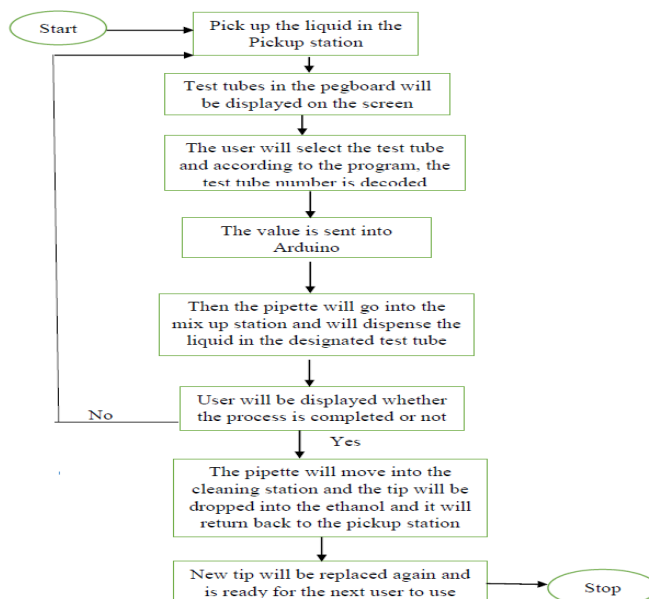 Start
Pick up the liquid in the
Pickup station
Test tubes in the pegboard will
be displayed on the screen
The user will select the test tube
and according to the program, the
test tube number is decoded
The value is sent into
Arduino
Then the pipette will go into the
mix up station and will dispense the
liquid in the designated test tube
User will be displayed whether
the process is completed or not
No
Yes
The pipette will move into the
cleaning station and the tip will be
dropped into the ethanol and it will
return back to the pickup station
New tip will be replaced again and
is ready for the next user to use
Stop